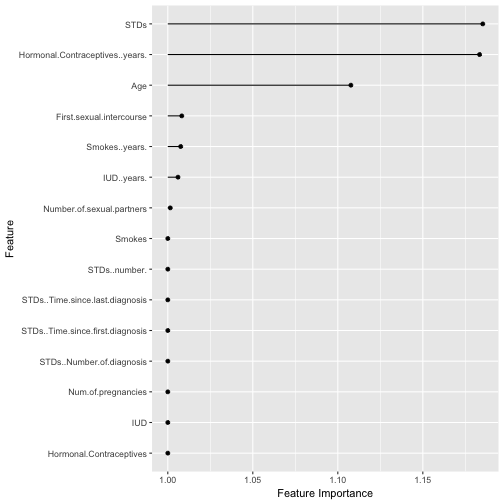 STDs
Hormonal.Contraceptives..years.
Age
First.sexual.intercourse
Smokes..years.
IUD..years.
Number.of.sexual.partners
Smokes
STDs..number.
STDs..Time.since.last.diagnosis
STDs..Time.since.first.diagnosis
STDs..Number.of.diagnosis
Num.of.pregnancies
IUD
Hormonal.Contraceptives
Feature
1.00 1.05 1.10 1.15
Feature Importance